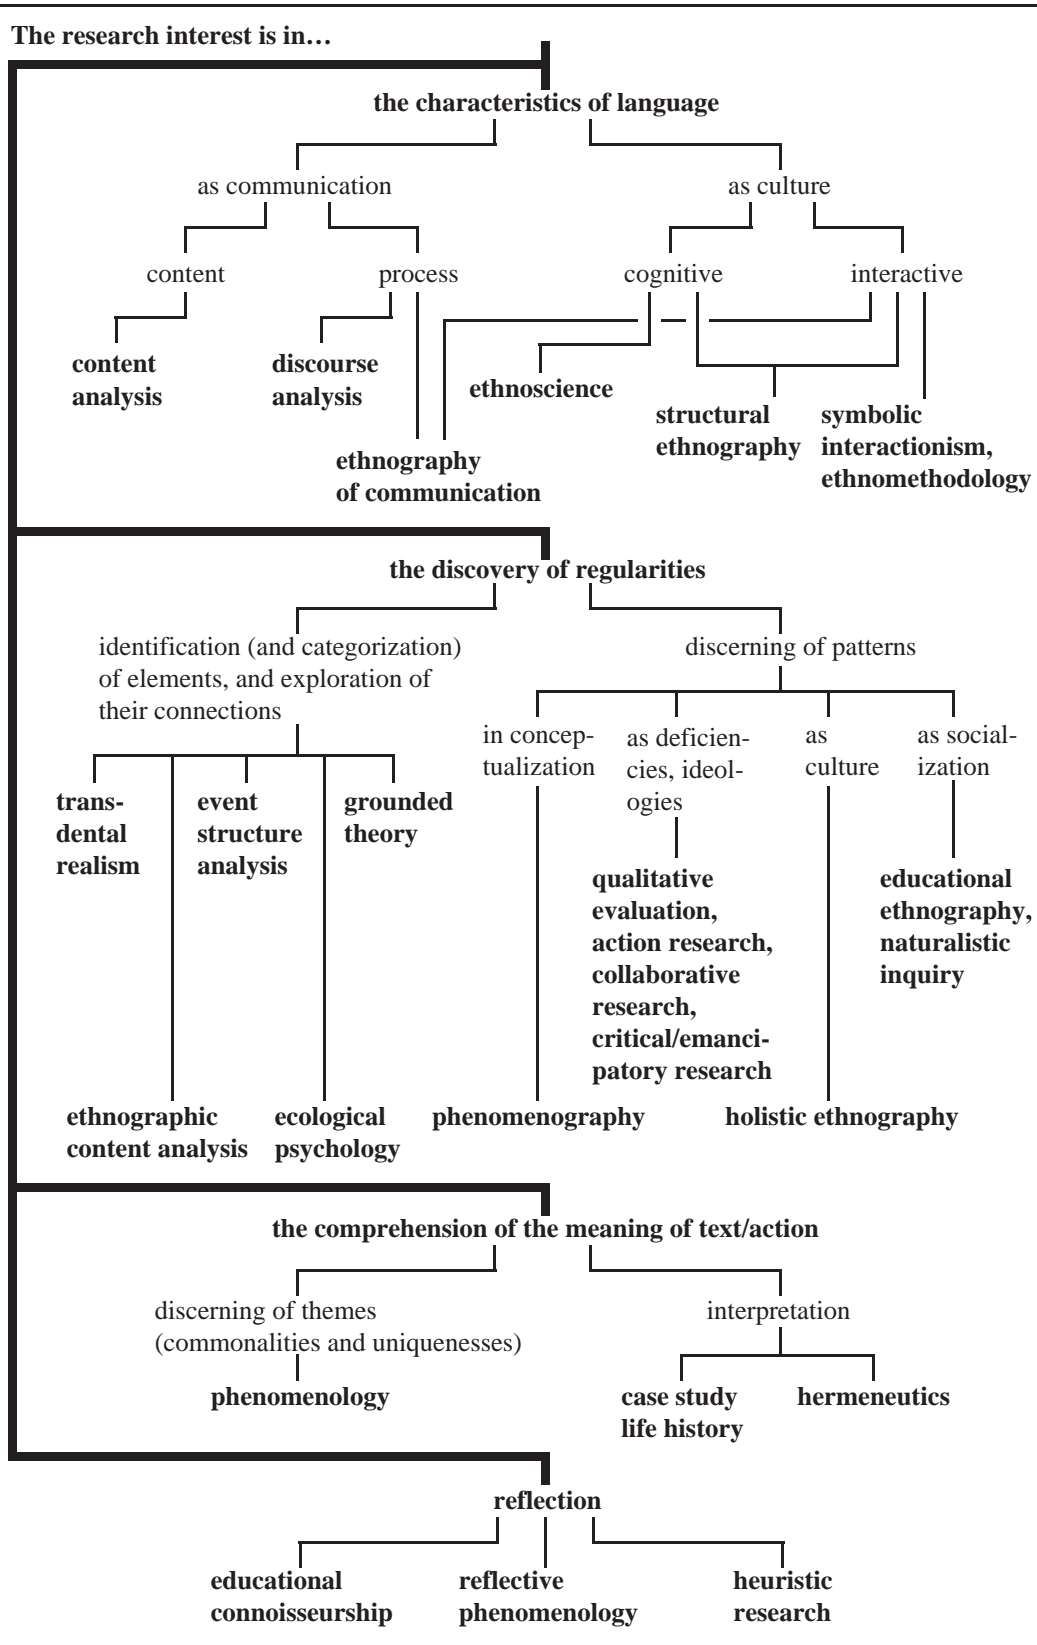 The research interest is in…
the characteristics of language
as communication
as culture
content
process
cognitive
interactive
content
analysis
discourse
analysis
ethnoscience
structural
ethnography
symbolic
interactionism,
ethnomethodology
ethnography
of communication
the discovery of regularities
identification (and categorization)
of elements, and exploration of
their connections
discerning of patterns
in concep-
tualization
as deficien-
cies, ideol-
ogies
as
culture
as social-
ization
trans-
dental
realism
event
structure
analysis
grounded
theory
qualitative
evaluation,
action research,
collaborative
research,
critical/emanci-
patory research
educational
ethnography,
naturalistic
inquiry
ethnographic
content analysis
ecological
psychology
phenomenography
holistic ethnography
the comprehension of the meaning of text/action
discerning of themes
(commonalities and uniquenesses)
interpretation
phenomenology
case study
life history
hermeneutics
reflection
educational
connoisseurship
reflective
phenomenology
heuristic
research